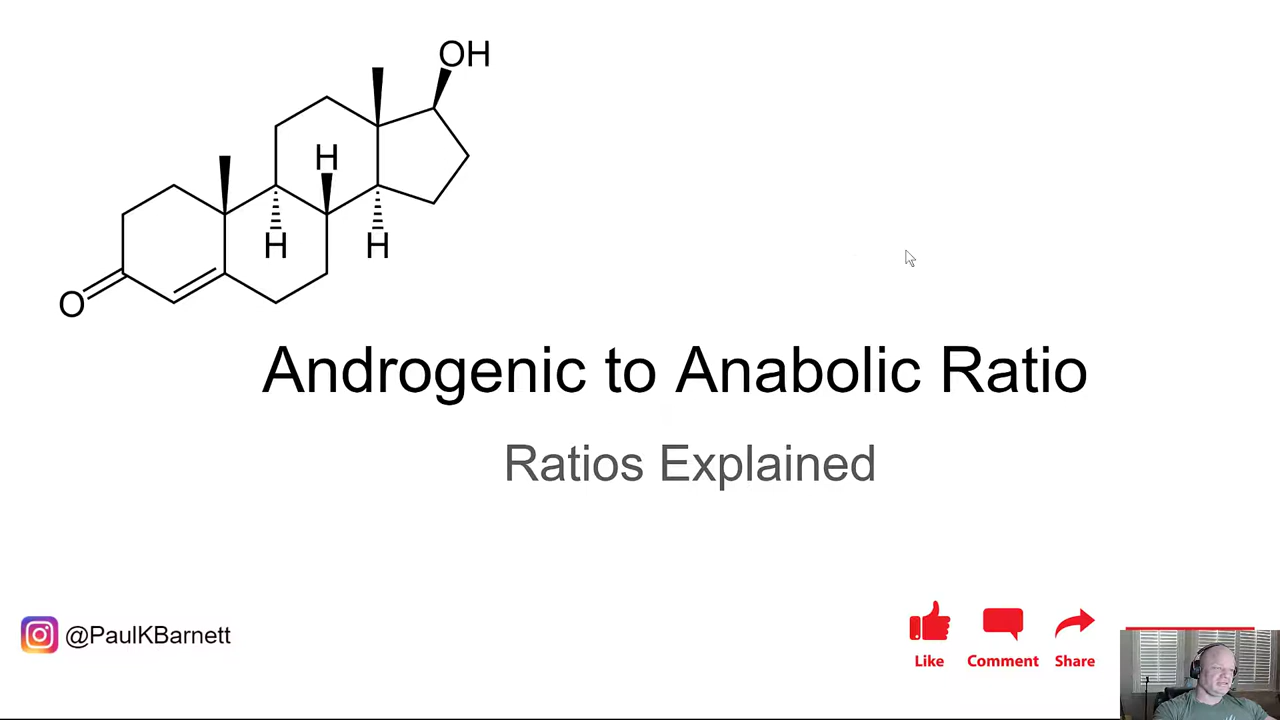 OH
H
H
H
O
Androgenic to Anabolic Ratio
Ratios Explained
@PaulKBarnett
Like Comment Share